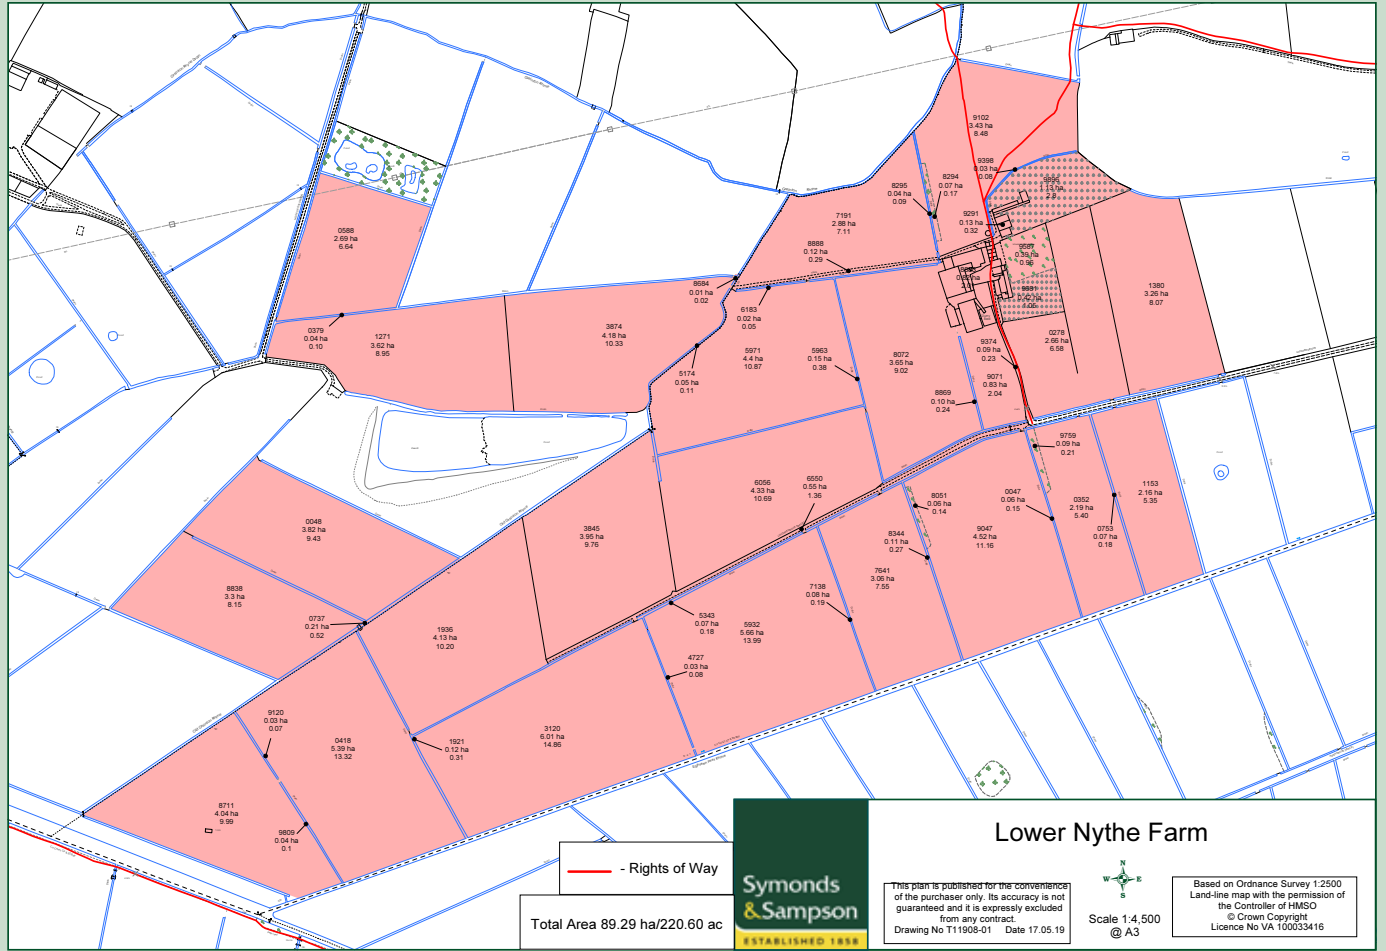 9102
3.43 ha
8.48
9398
0.03 ha
0.08
1.13 ha
2.8
8294
0.07 ha
0.17
8295
0.04 ha
0.09
9291
0.13 ha
0.32
7191
2.88 ha
7.11
8888
0.12 ha
0.29
0588
2.69 ha
6.64
9587
0.39 ha
0.96
8684
0.01 ha
0.02
6183
0.02 ha
0.05
1380
3.26 ha
8.07
0379
0.04 ha
0.10
1271
3.62 ha
8.95
3874
4.18 ha
10.33
5174
0.05 ha
0.11
5971
4.4 ha
10.87
5963
0.15 ha
0.38
8072
3.65 ha
9.02
9374
0.09 ha
0.23
0278
2.66 ha
6.58
9071
0.83 ha
2.04
8869
0.10 ha
0.24
9759
0.09 ha
0.21
6056
4.33 ha
10.69
6550
0.55 ha
1.36
8051
0.06 ha
0.14
0047
0.06 ha
0.15
0352
2.19 ha
5.40
1153
2.16 ha
5.35
0753
0.07 ha
0.18
0048
3.82 ha
9.43
3845
3.95 ha
9.76
8344
0.11 ha
0.27
9047
4.52 ha
11.16
7641
3.06 ha
7.55
8838
3.3 ha
8.15
7138
0.08 ha
0.19
0737
0.21 ha
0.52
1936
4.13 ha
10.20
5343
0.07 ha
0.18
5932
5.66 ha
13.99
4727
0.03 ha
0.08
9120
0.03 ha
0.07
0418
5.39 ha
13.32
1921
0.12 ha
0.31
3120
6.01 ha
14.86
8711
4.04 ha
9.99
9809
0.04 ha
0.1
- Rights of Way
Total Area 89.29 ha/220.60 ac
Symonds
&Sampson
ESTABLISHED 1858
Lower Nythe Farm
This plan is published for the convenience
of the purchaser only. Its accuracy is not
guaranteed and it is expressly excluded
from any contract.
Drawing No T11908-01 Date 17.05.19
N
W E
S
Scale 1:4,500
@ A3
Based on Ordnance Survey 1:2500
Land-line map with the permission of
the Controller of HMSO
© Crown Copyright
Licence No VA 100033416